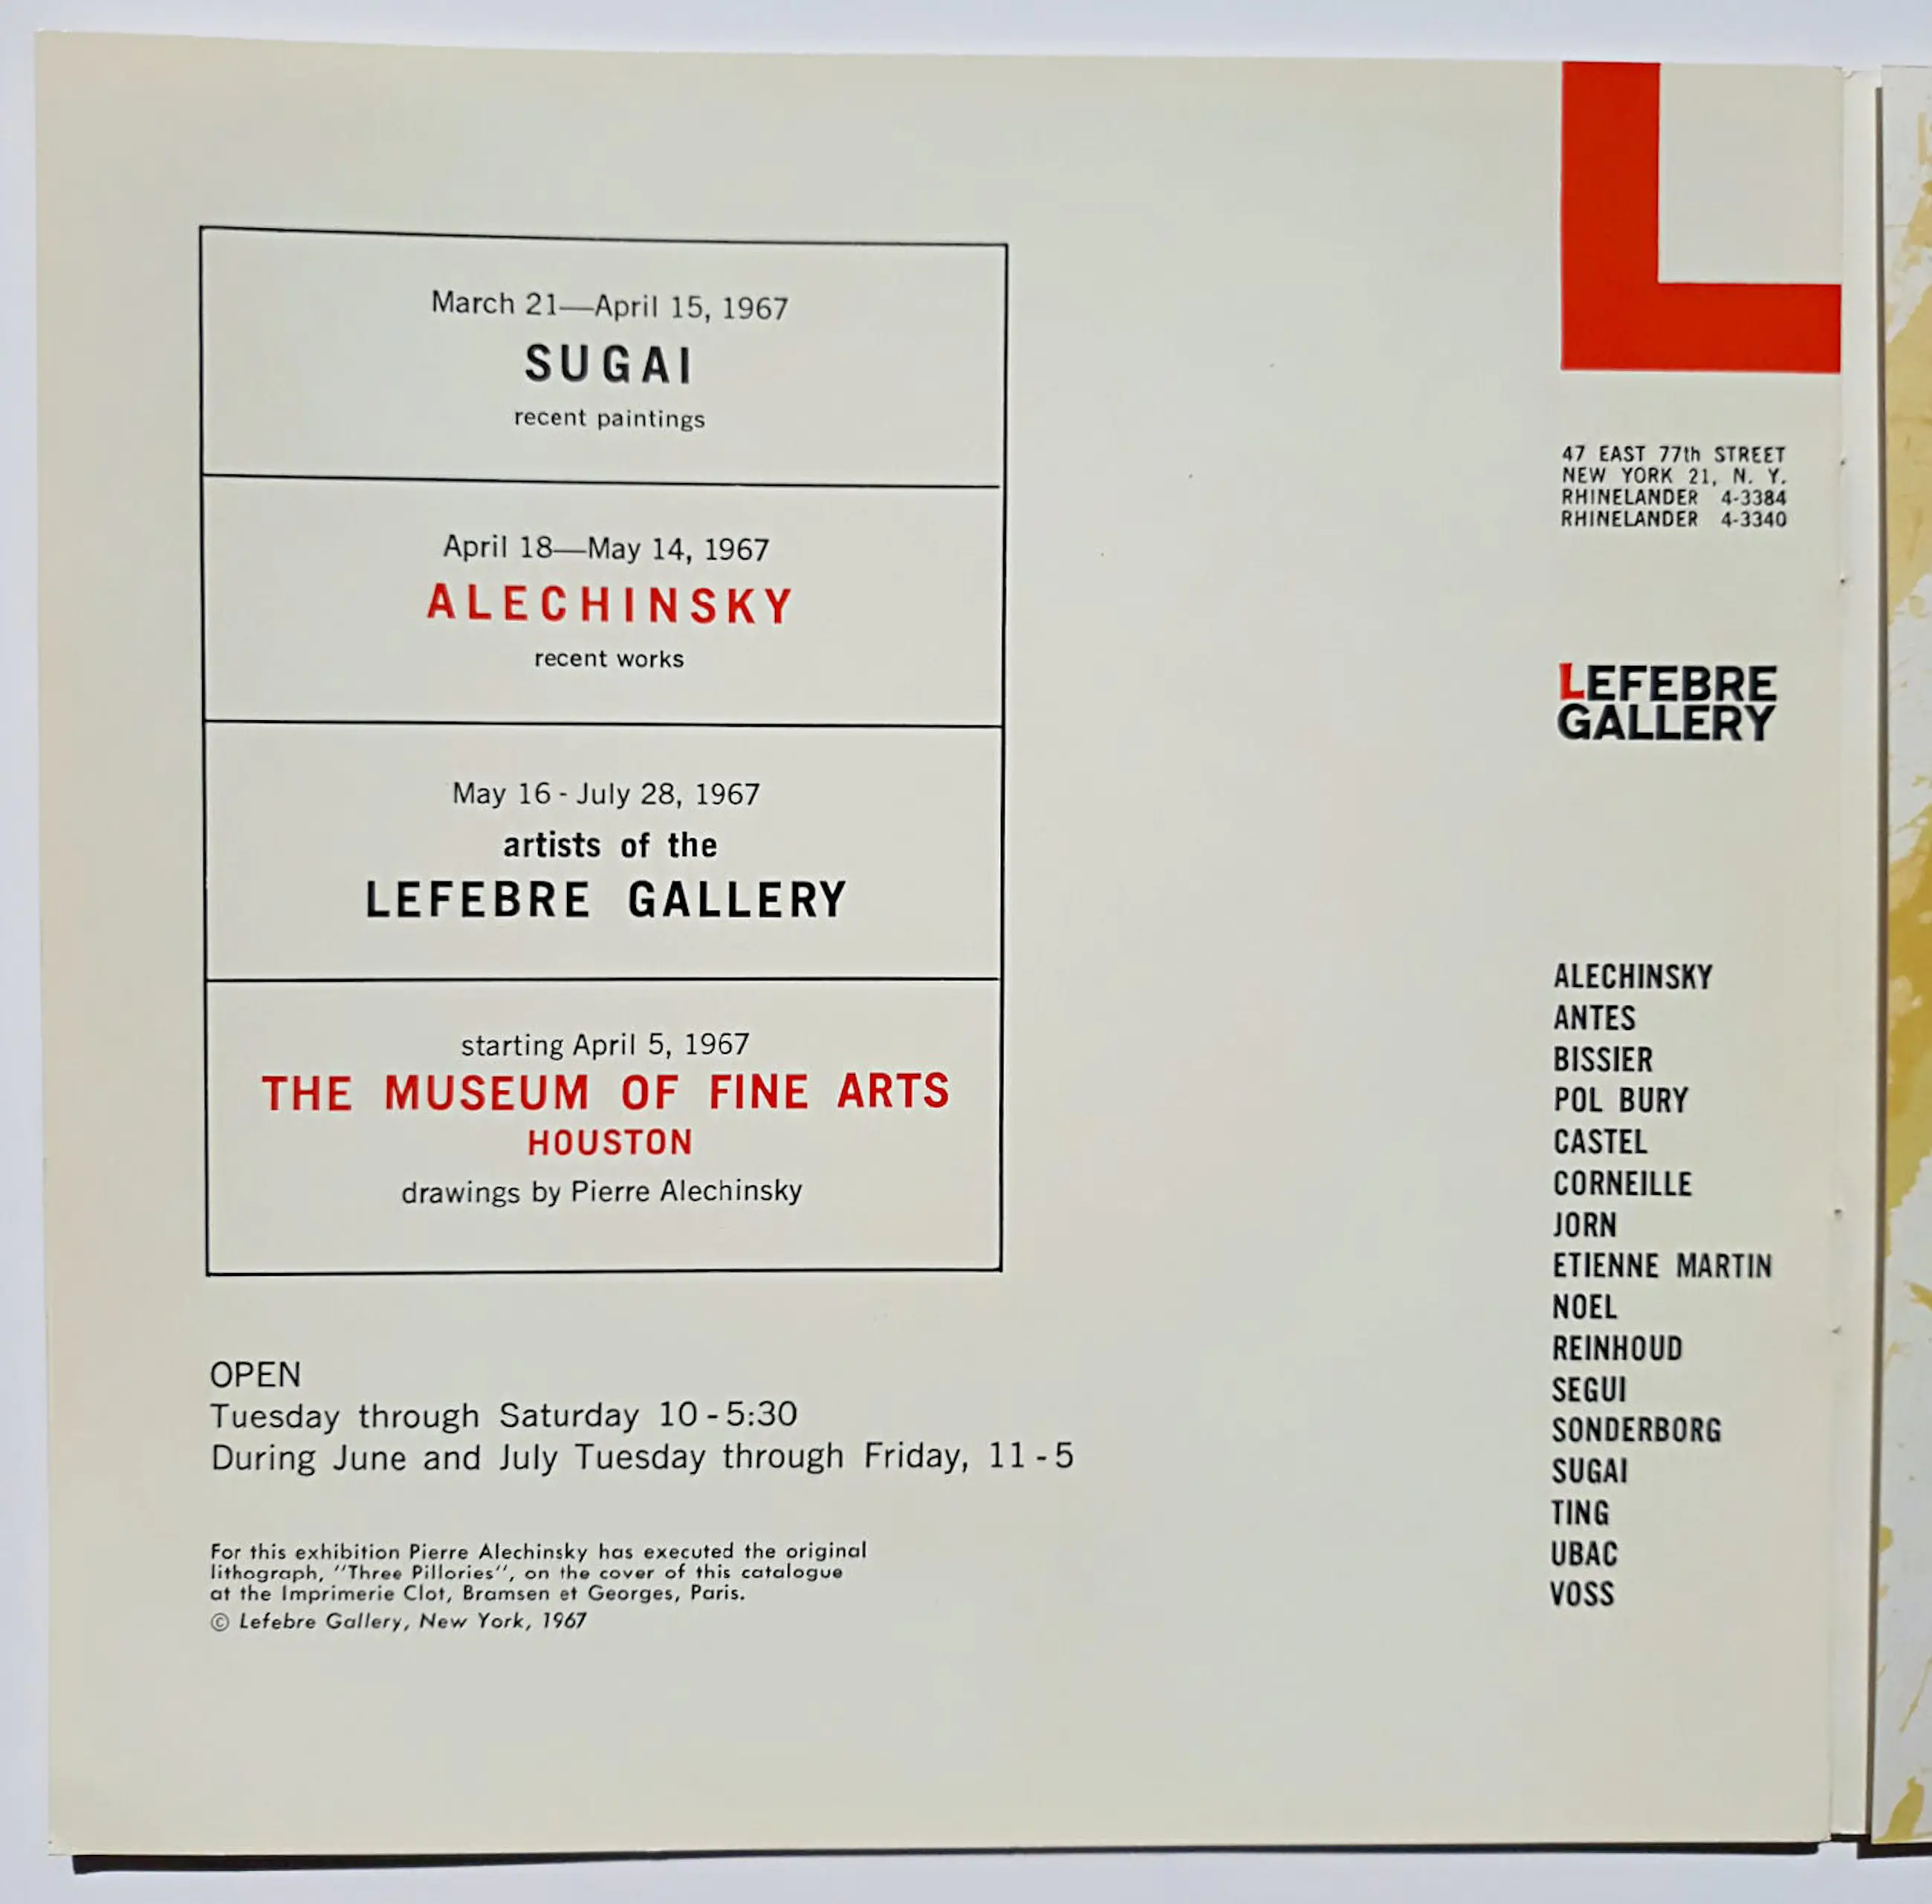 March 21—April 15, 1967
SUGAI
recent paintings
April 18—May 14, 1967
ALECHINSKY
recent works
May 16 - July 28, 1967
artists of the
LEFEBRE GALLERY
starting April 5, 1967
THE MUSEUM OF FINE ARTS
HOUSTON
drawings by Pierre Alechinsky
OPEN
Tuesday through Saturday 10 - 5:30
During June and July Tuesday through Friday, 11 - 5
For this exhibition Pierre Alechinsky has executed the original
lithograph, "Three Pillories", on the cover of this catalogue
at the Imprimerie Clot, Bramsen et Georges, Paris.
© Lefebre Gallery, New York, 1967
L
47 EAST 77th STREET
NEW YORK 21, N. Y.
RHINELANDER 4-3384
RHINELANDER 4-3340
LEFEBRE
GALLERY
ALECHINSKY
ANTES
BISSIER
POL BURY
CASTEL
CORNEILLE
JORN
ETIENNE MARTIN
NOEL
REINHOUD
SEGUI
SONDERBORG
SUGAI
TING
UBAC
VOSS